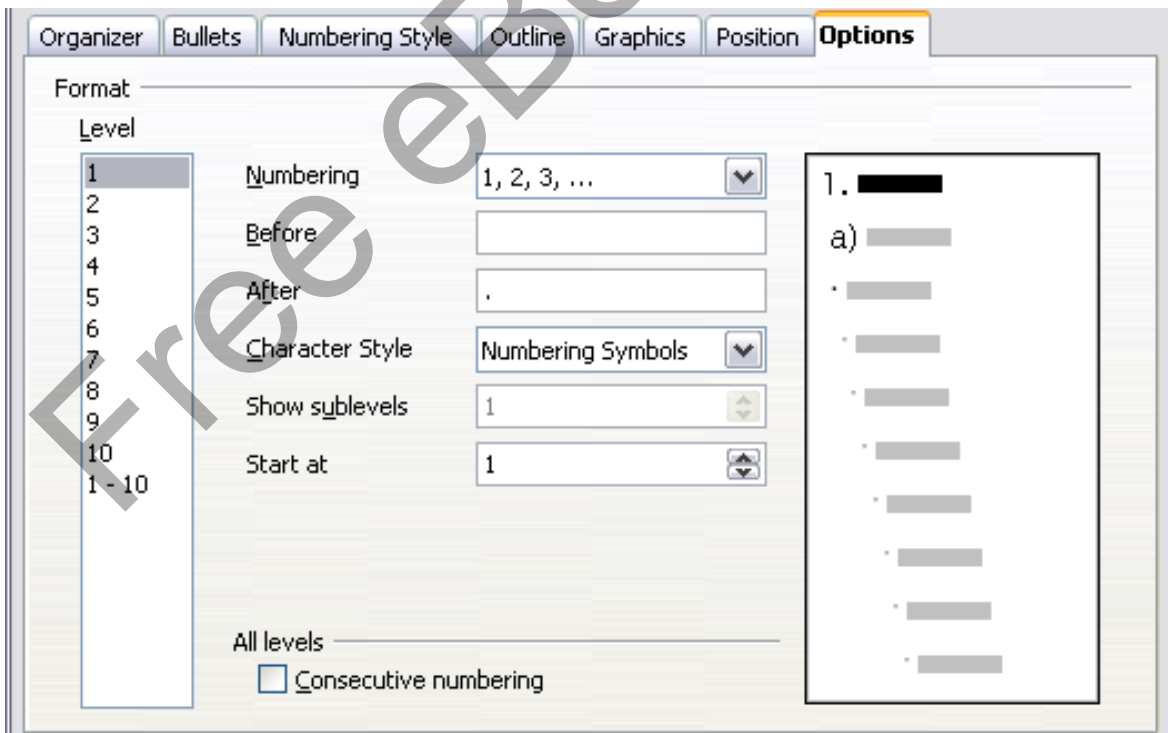 Organizer Bullets Numbering Style Outline Graphics Position Options
Format
Level
1
2
3
4
5
6
7
8
9
10
1 - 10
Numbering 1, 2, 3, ...
Before
After .
Character Style Numbering Symbols
Show sublevels 1
Start at 1
All levels
Consecutive numbering
1.
a)
Free eB